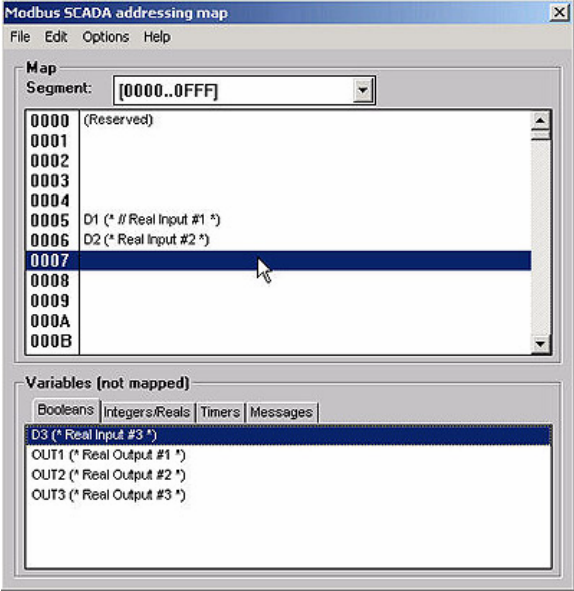 Modbus SCADA addressing map
File Edit Options Help
Map
Segment: [0000..0FFF]
0000 (Reserved)
0001
0002
0003
0004
0005 D1 (* // Real Input #1 *)
0006 D2 (* Real Input #2 *)
0007
0008
0009
000A
000B
Variables (not mapped)
Booleans Integers/Reals Timers Messages
D3 (* Real Input #3 *)
OUT1 (* Real Output #1 *)
OUT2 (* Real Output #2 *)
OUT3 (* Real Output #3 *)